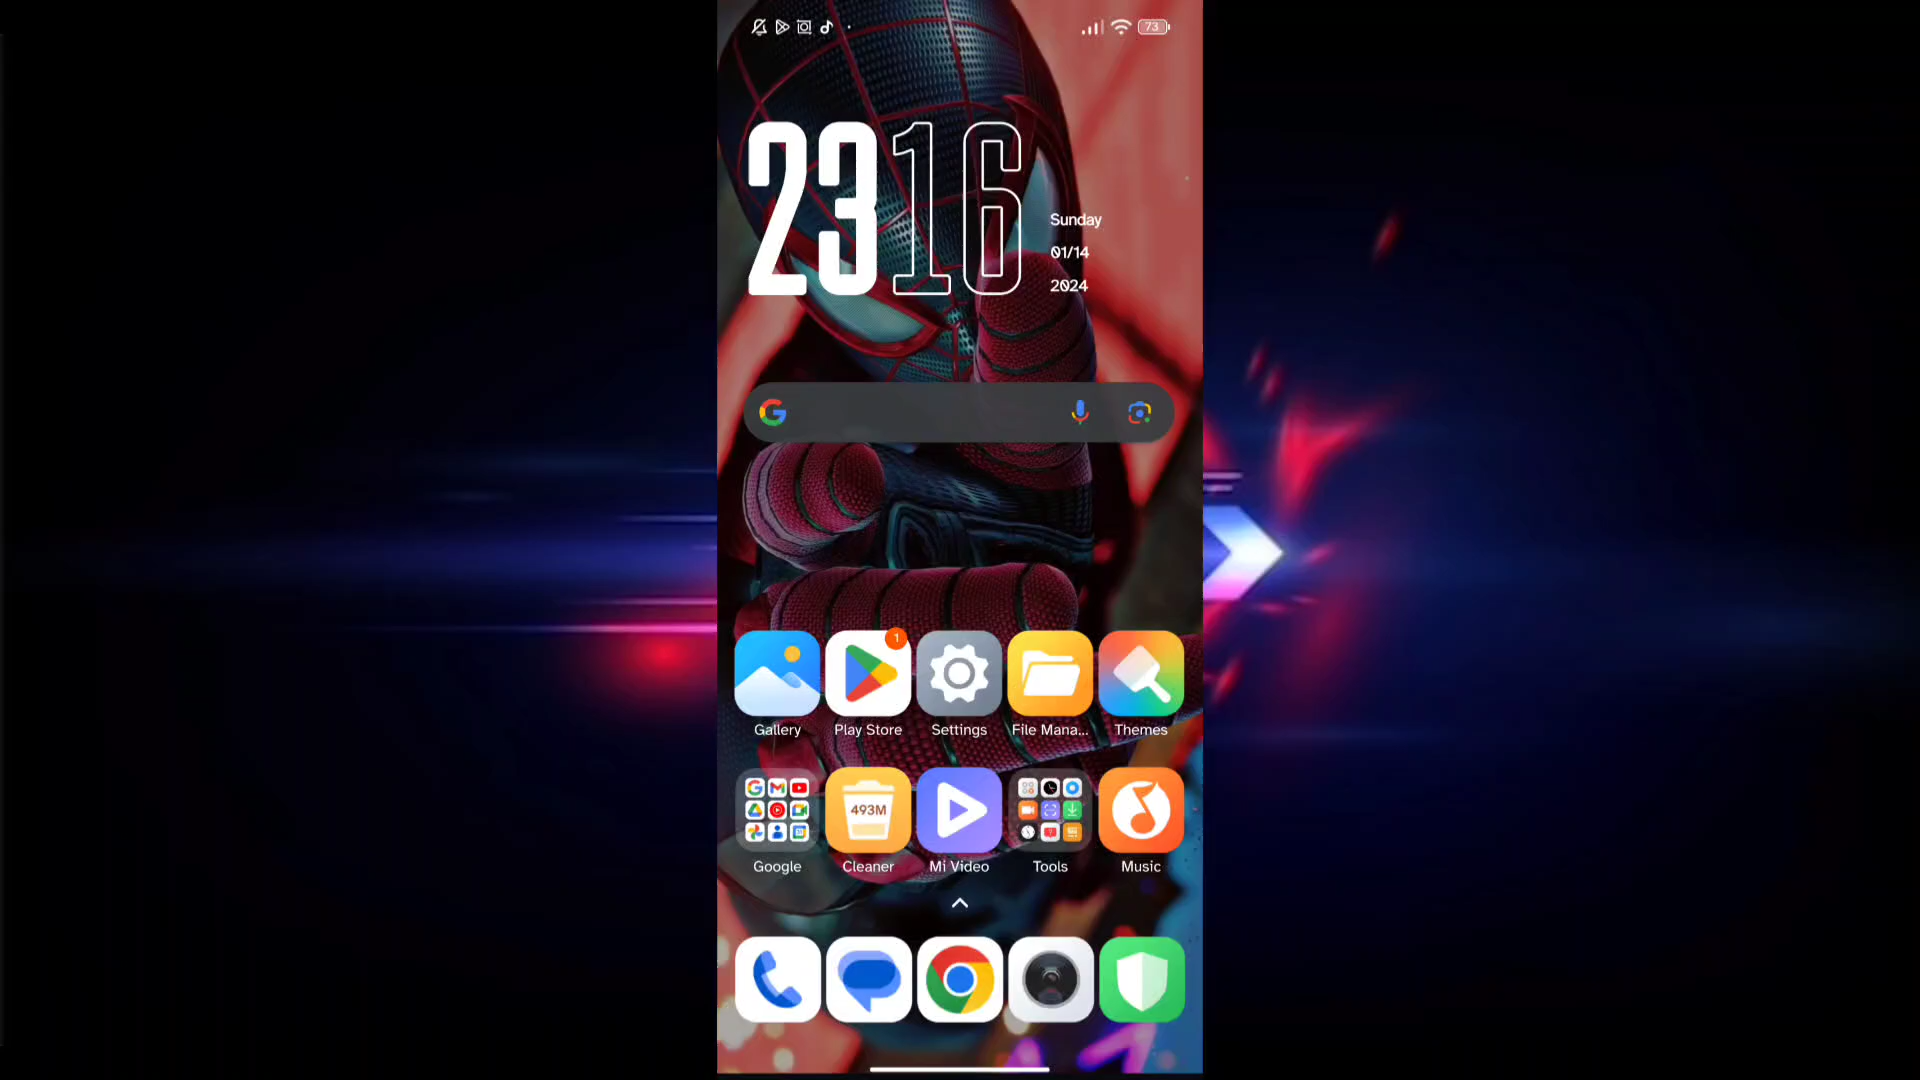 73
2316
Sunday
01/14
2024
1
Gallery
Play Store
Settings
File Mana...
Themes
493M
Google
Cleaner
Mi Video
Tools
Music